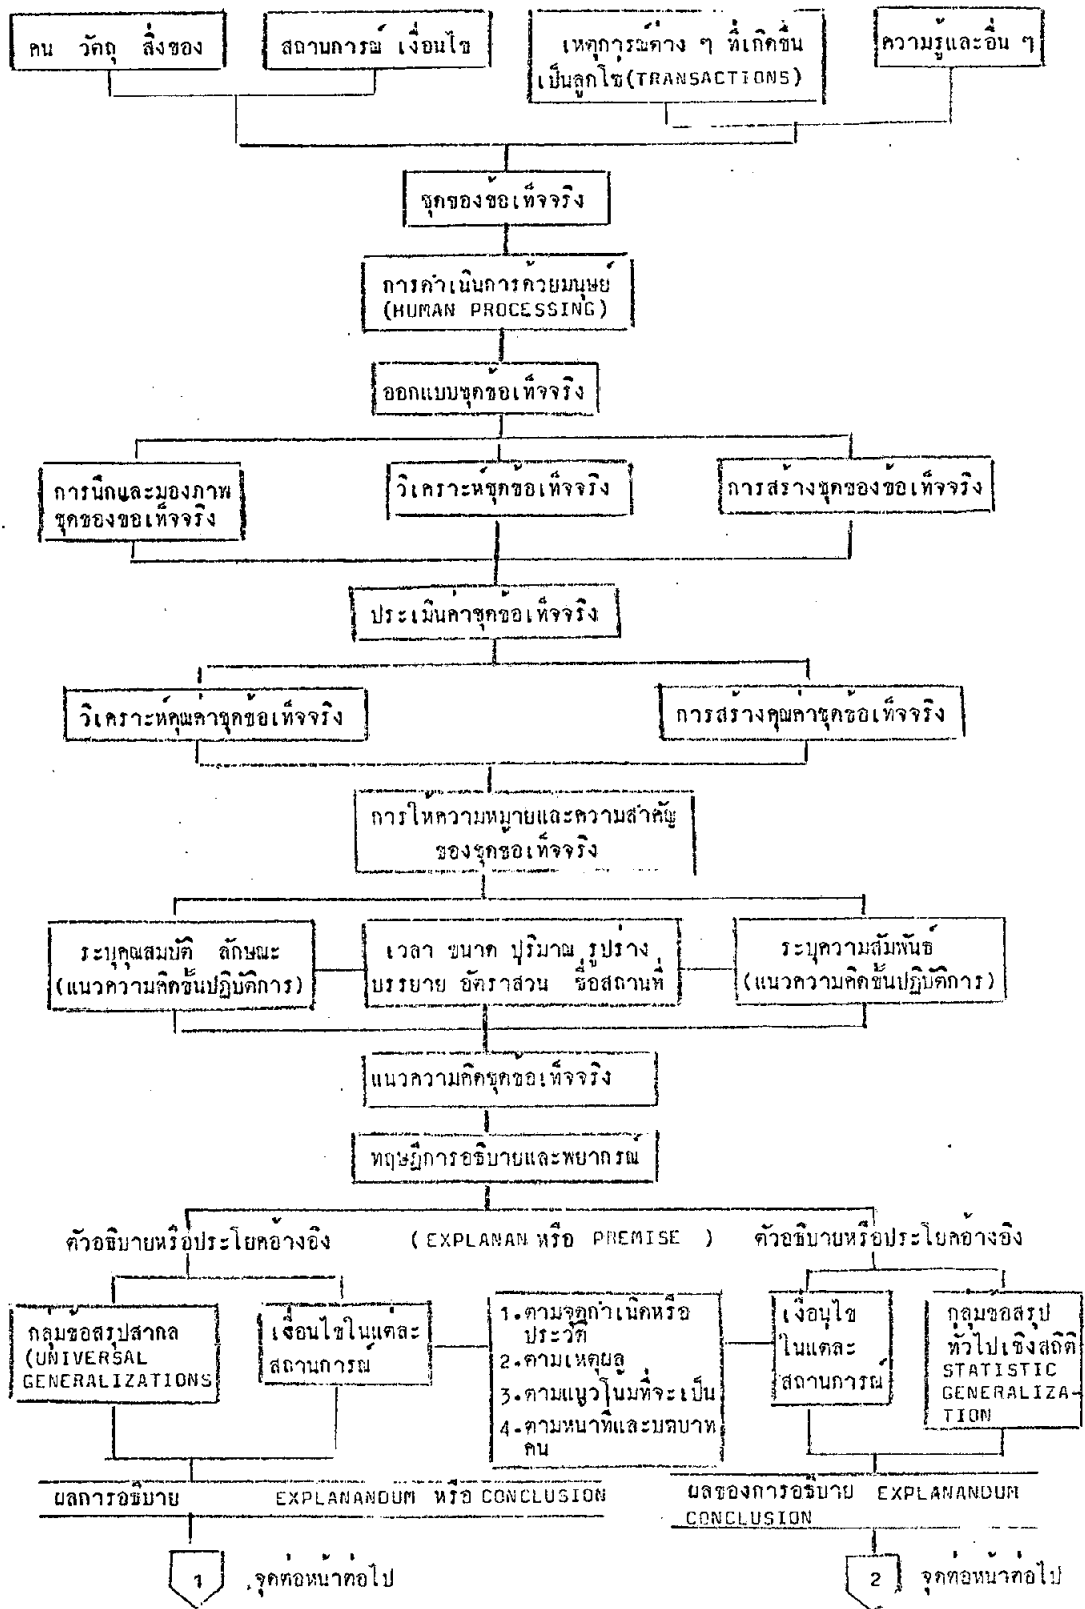 คน วัตถุ สิ่งของ
สถานการณ์ เงื่อนไข
เหตุการณ์ต่าง ๆ ที่เกิดขึ้น
เป็นลูกโซ่(TRANSACTIONS)
ความรู้และอื่น ๆ
ชุดของข้อเท็จจริง
การดำเนินการด้วยมนุษย์
(HUMAN PROCESSING)
ออกแบบชุดข้อเท็จจริง
การนึกและมองภาพ
ชุดของขอเท็จจริง
วิเคราะห์ชุดข้อเท็จจริง
การสร้างชุดของข้อเท็จจริง
ประเมินค่าชุดข้อเท็จจริง
วิเคราะห์คุณค่าชุดข้อเท็จจริง
การสร้างคุณค่าชุดข้อเท็จจริง
การให้ความหมายและความสำคัญ
ของชุดข้อเท็จจริง
ระบุคุณสมบัติ ลักษณะ
(แนวความคิดขั้นปฏิบัติการ)
เวลา ขนาด ปริมาณ รูปร่าง
บรรยาย อัตราส่วน ชื่อสถานที่
ระบุความสัมพันธ์
(แนวความคิดขั้นปฏิบัติการ)
แนวความคิดชุดข้อเท็จจริง
ทฤษฎีการอธิบายและพยากรณ์
ตัวอธิบายหรือประโยคอ้างอิง (EXPLANAN หรือ PREMISE ) ตัวอธิบายหรือประโยคอ้างอิง
กลุ่มข้อสรุปสากล
(UNIVERSAL
GENERALIZATIONS
เงื่อนไขในแต่ละ
สถานการณ์
1.ตามจุดกำเนิดหรือ
ประวัติ
2.ตามเหตุผล
3.ตามแนวโน้มที่จะเป็น
4.ตามหน้าที่และบทบาท
คน
เงื่อนไข
ในแต่ละ
สถานการณ์
กลุ่มข้อสรุป
ทั่วไปเชิงสถิติ
STATISTIC
GENERALIZA-
TION
ผลการอธิบาย EXPLANANDUM หรือ CONCLUSION
ผลของการอธิบาย EXPLANANDUM
CONCLUSION
1 จุดต่อหน้าต่อไป
2 จุดต่อหน้าต่อไป